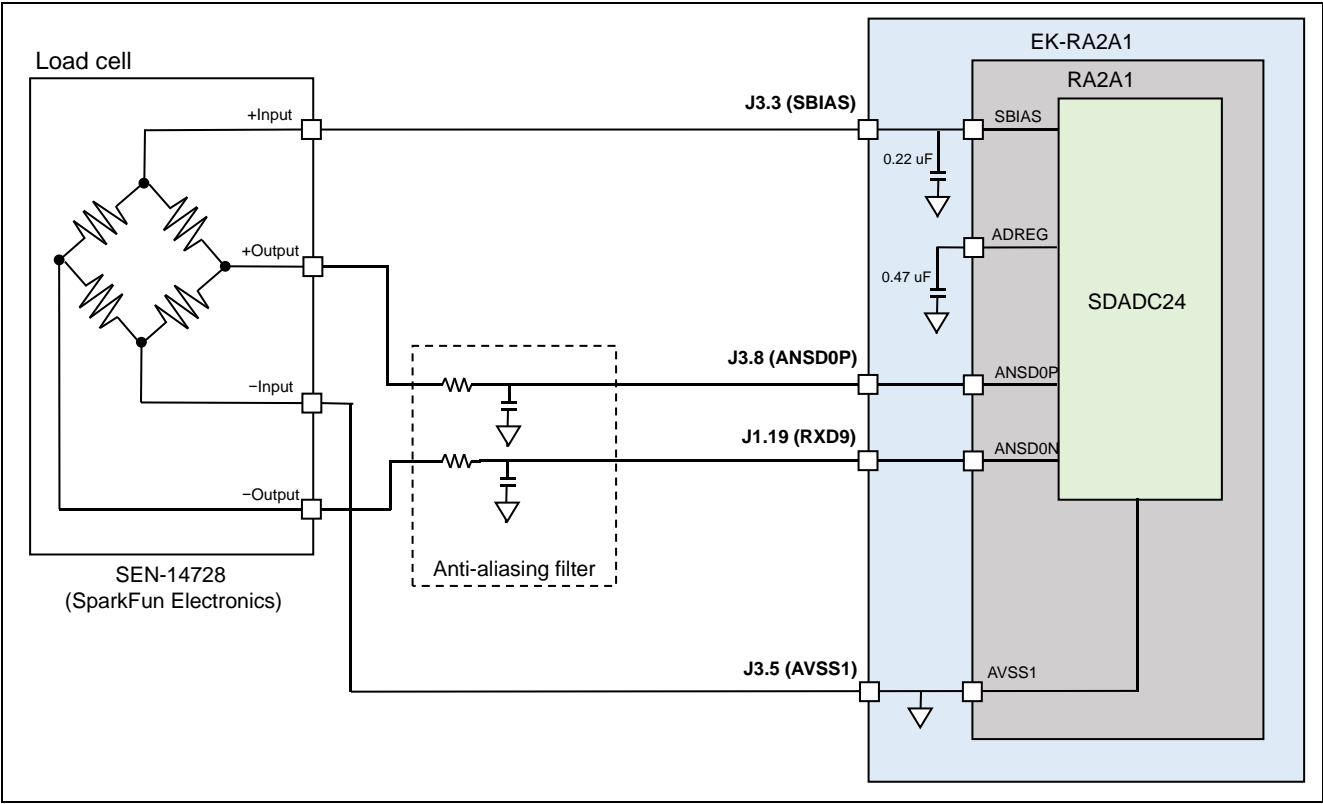 EK-RA2A1
Load cell
RA2A1
+Input
J3.3 (SBIAS)
SBIAS
0.22 uF
+Output
ADREG
0.47 uF
SDADC24
J3.8 (ANSD0P)
ANSD0P
−Input
J1.19 (RXD9)
ANSD0N
−Output
Anti-aliasing filter
SEN-14728
(SparkFun Electronics)
J3.5 (AVSS1)
AVSS1